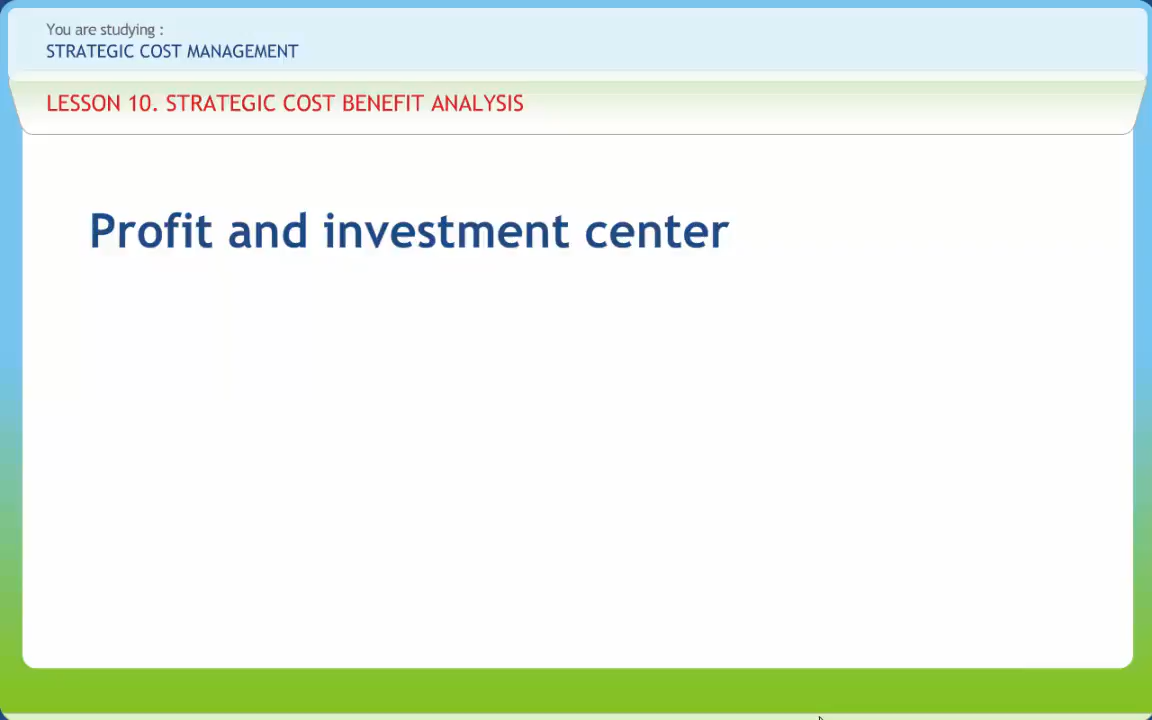 You are studying :
STRATEGIC COST MANAGEMENT
LESSON 10. STRATEGIC COST BENEFIT ANALYSIS
Profit and investment center